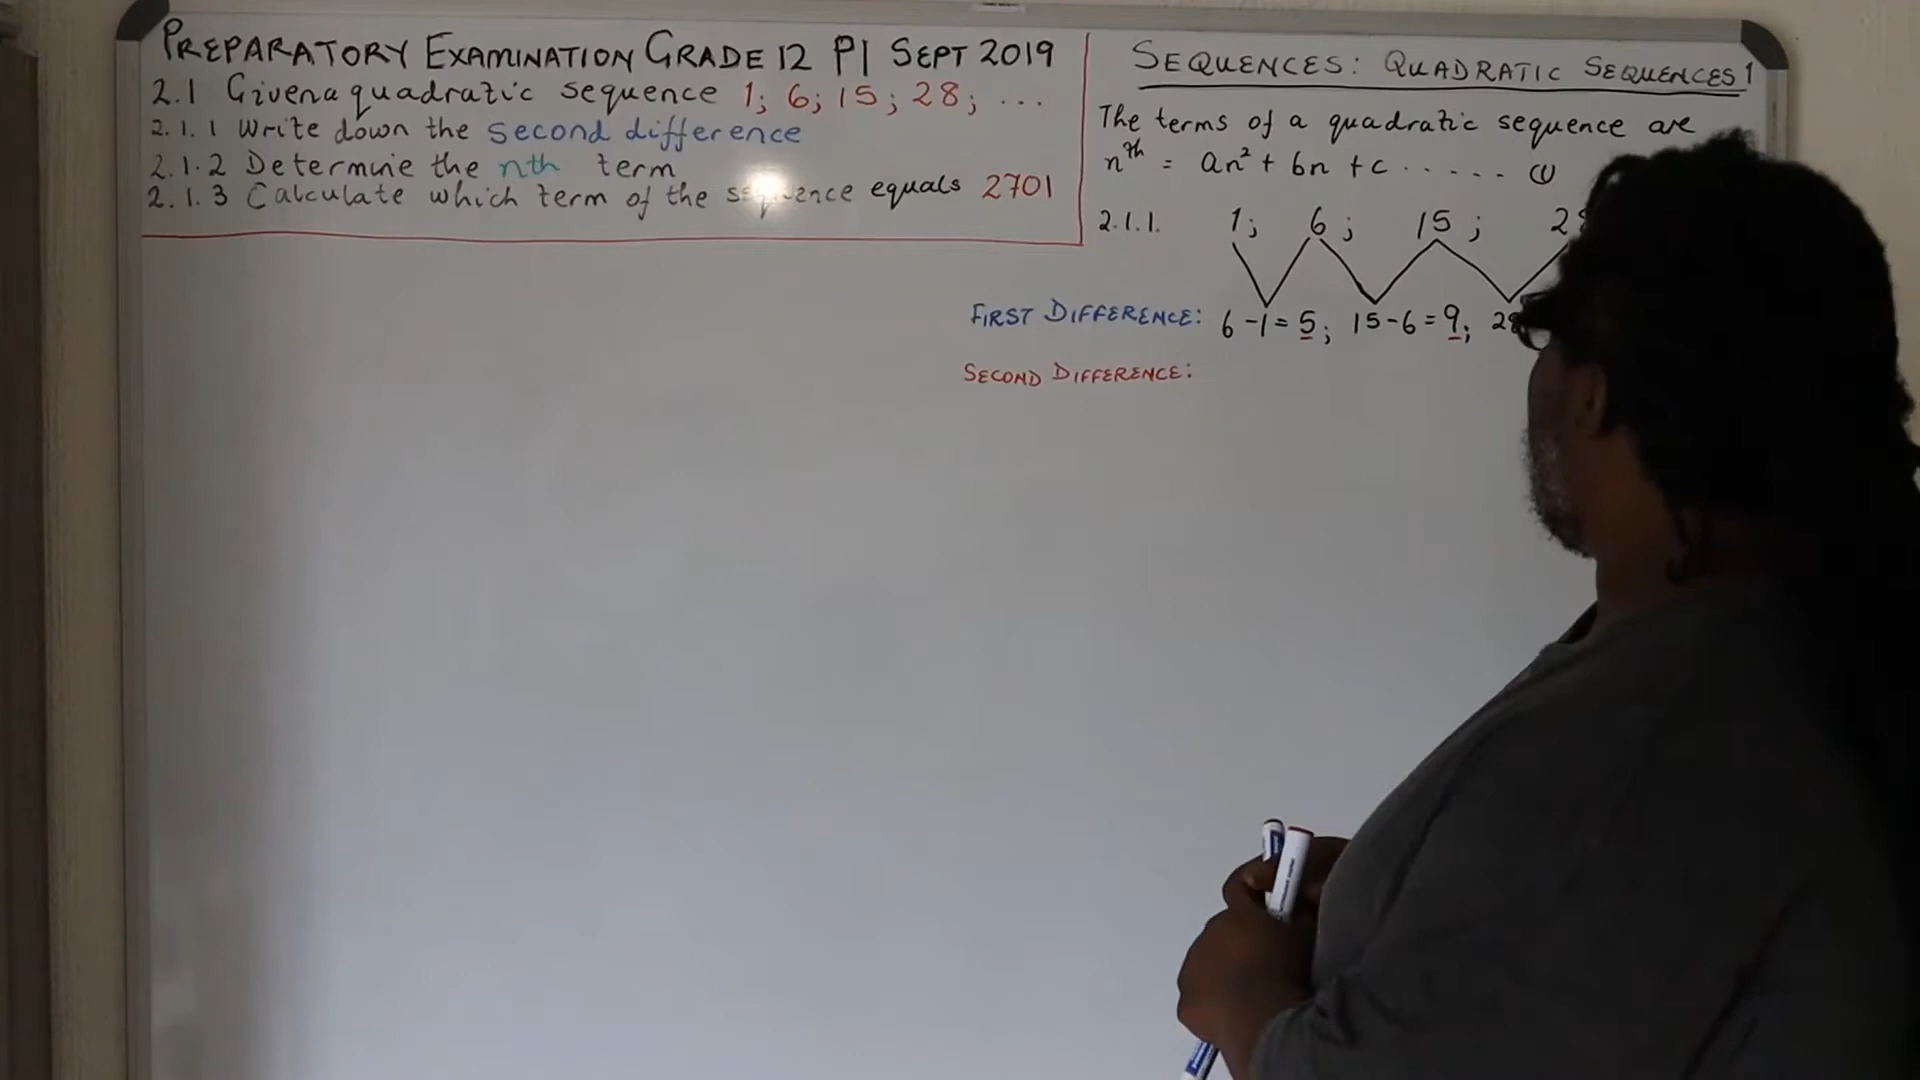 PREPARATORY EXAMINATION GRADE 12 P1 SEPT 2019
2.1 Given a quadratic sequence 1; 6; 15; 28; ...
2.1.1 Write down the second difference
2.1.2 Determine the nth term
2.1.3 Calculate which term of the sequence equals 2701
SEQUENCES: QUADRATIC SEQUENCES 1
The terms of a quadratic sequence are
nth = an² + bn + c ..... (1)
2.1.1. 1; 6; 15; 28
FIRST DIFFERENCE: 6-1=5; 15-6=9; 28
SECOND DIFFERENCE: